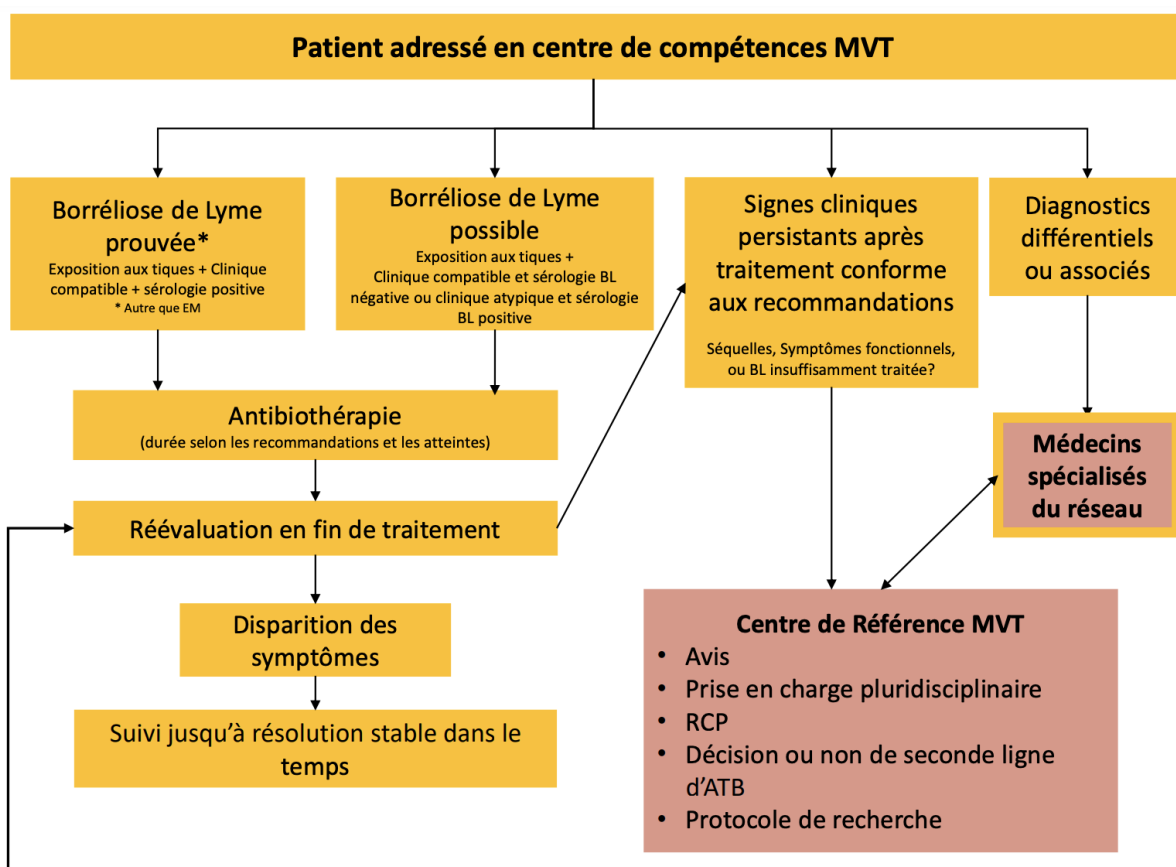 Patient adressé en centre de compétences MVT
Borréliose de Lyme
prouvée*
Exposition aux tiques + Clinique
compatible + sérologie positive
* Autre que EM
Borréliose de Lyme
possible
Exposition aux tiques +
Clinique compatible et sérologie BL
négative ou clinique atypique et sérologie
BL positive
Signes cliniques
persistants après
traitement conforme
aux recommandations
Séquelles, Symptômes fonctionnels,
ou BL insuffisamment traitée?
Diagnostics
différentiels
ou associés
Antibiothérapie
(durée selon les recommandations et les atteintes)
Médecins
spécialisés
du réseau
Réévaluation en fin de traitement
Disparition des
symptômes
Suivi jusqu’à résolution stable dans le
temps
Centre de Référence MVT
• Avis
• Prise en charge pluridisciplinaire
• RCP
• Décision ou non de seconde ligne
d’ATB
• Protocole de recherche